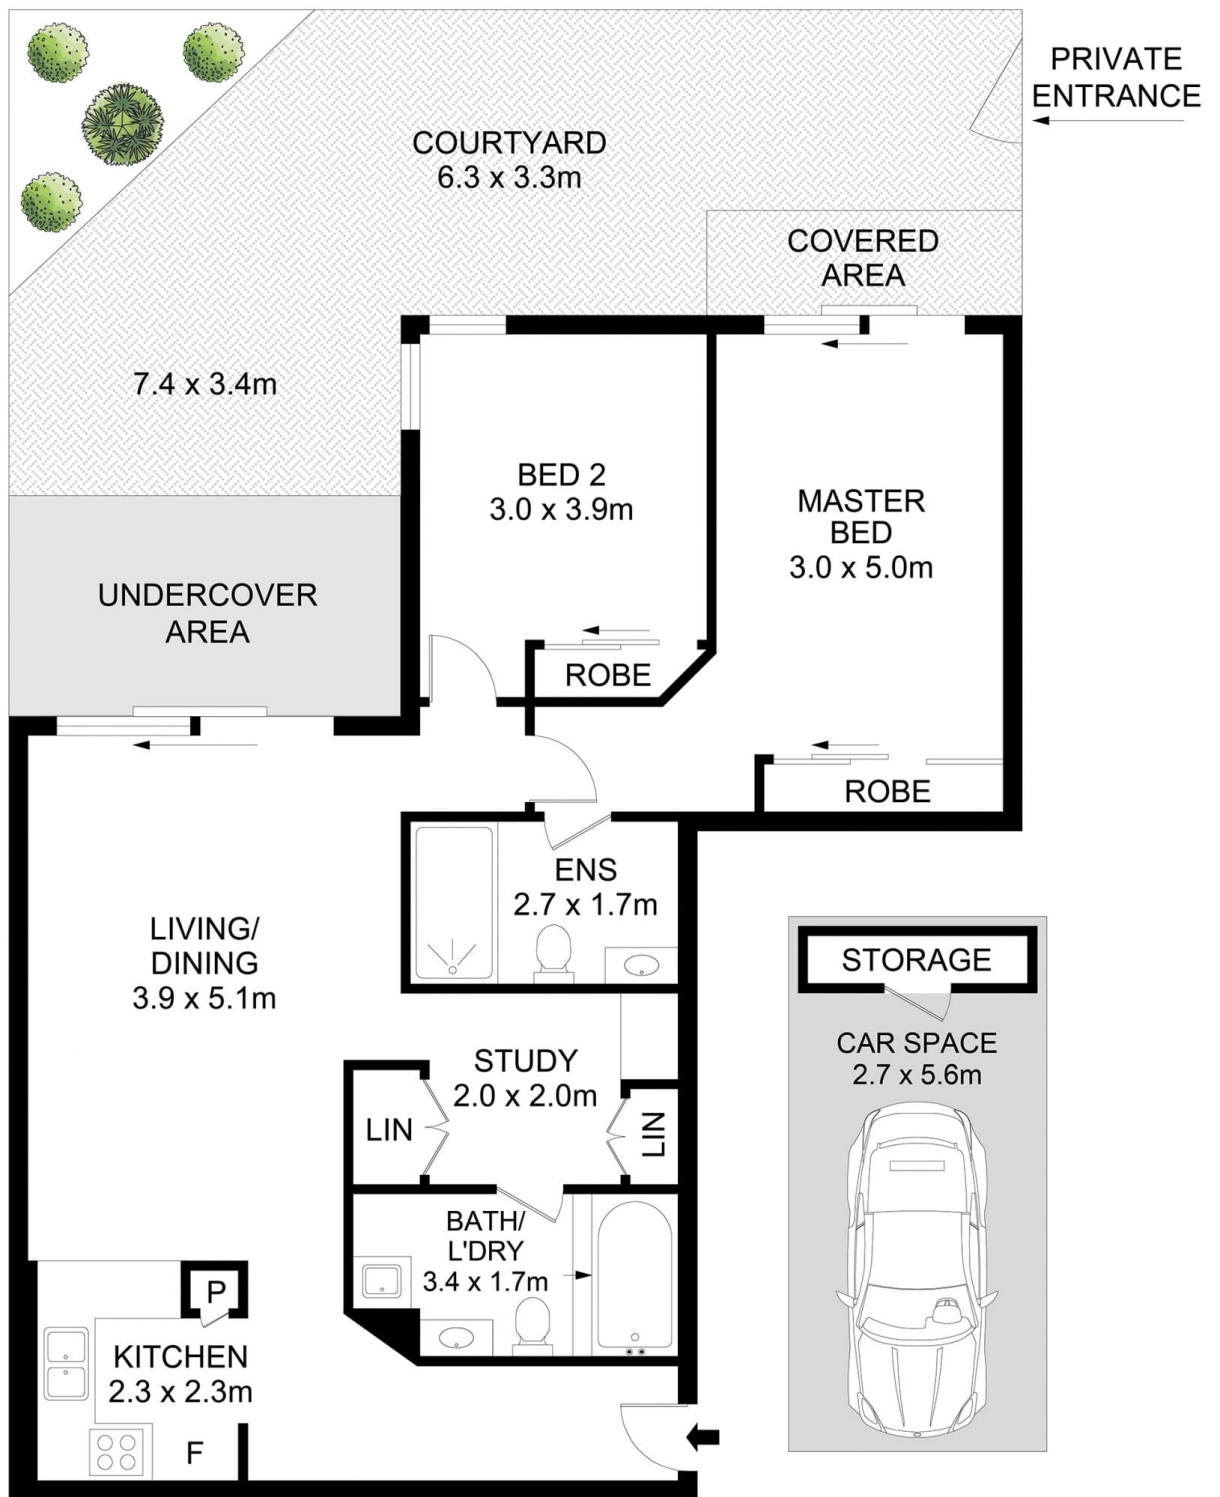 PRIVATE
ENTRANCE
COURTYARD
6.3 x 3.3m
COVERED
AREA
7.4 x 3.4m
BED 2
3.0 x 3.9m
MASTER
BED
3.0 x 5.0m
UNDERCOVER
AREA
ROBE
ROBE
ENS
2.7 x 1.7m
LIVING/
DINING
3.9 x 5.1m
STORAGE
CAR SPACE
2.7 x 5.6m
STUDY
2.0 x 2.0m
LIN
LIN
BATH/
L'DRY
3.4 x 1.7m
P
KITCHEN
2.3 x 2.3m
F